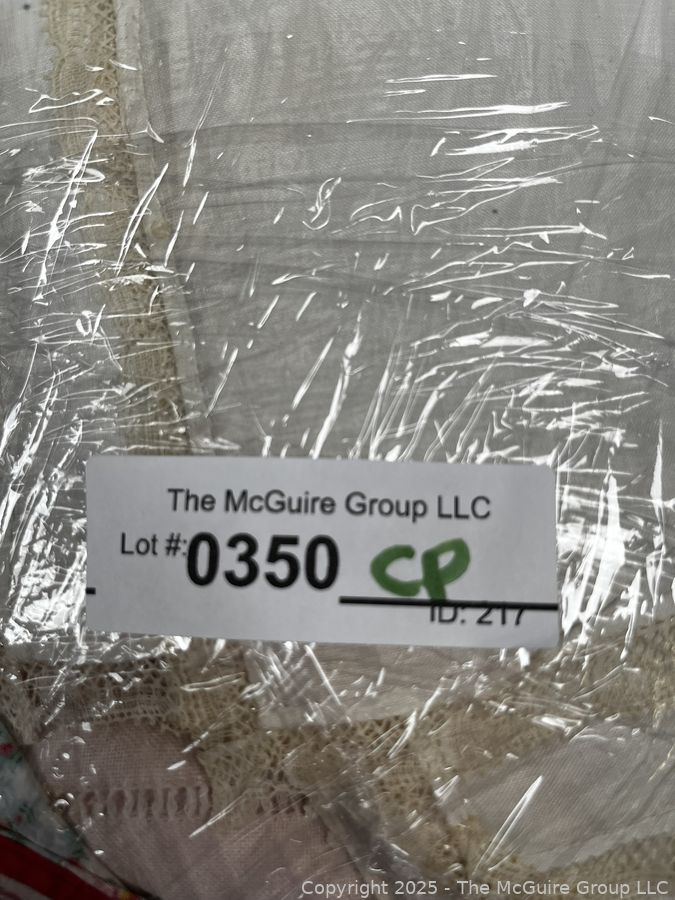 The McGuire Group LLC
Lot #: 0350 CP
ID: 217
Copyright 2025 - The McGuire Group LLC